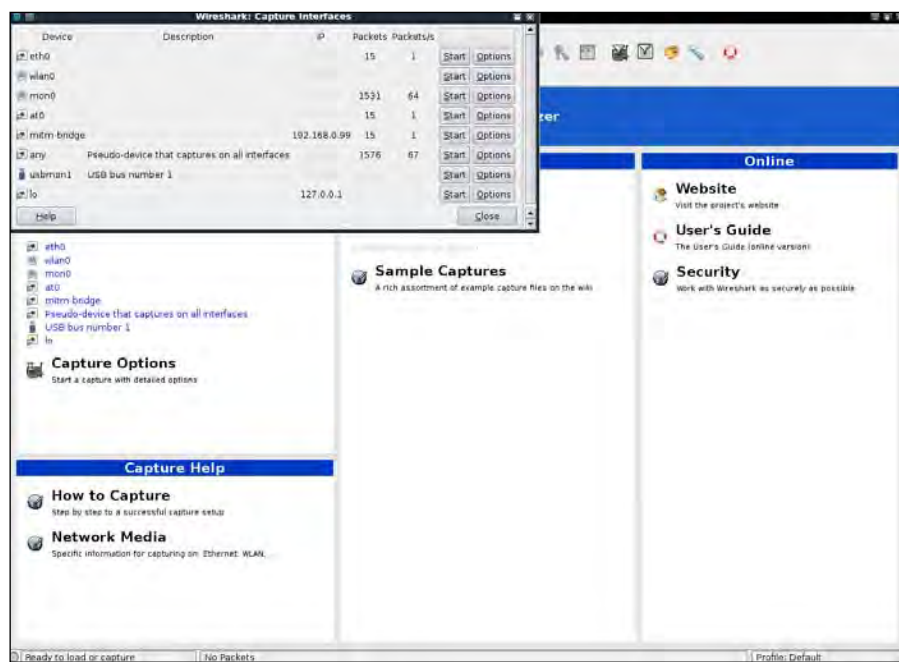 Wireshark: Capture Interfaces
Device Description IP Packets Packets/s
eth0 15 1 Start Options
wlan0 Start Options
mon0 1531 64 Start Options
at0 15 1 Start Options
mitm-bridge 192.168.0.99 15 1 Start Options
any Pseudo-device that captures on all interfaces 1576 67 Start Options
usbmon1 USB bus number 1 Start Options
lo 127.0.0.1 Start Options
Help Close
zer
eth0
wlan0
mon0
at0
mitm-bridge
Pseudo-device that captures on all interfaces
USB bus number 1
lo
Capture Options
Start a capture with detailed options
Capture Help
How to Capture
Step by step to a successful capture setup
Network Media
Specific information for capturing on: Ethernet, WLAN,
Sample Captures
A rich assortment of example capture files on the wiki
Online
Website
Visit the project's website
User's Guide
The User's Guide (online version)
Security
Work with Wireshark as securely as possible
Ready to load or capture No Packets Profile: Default